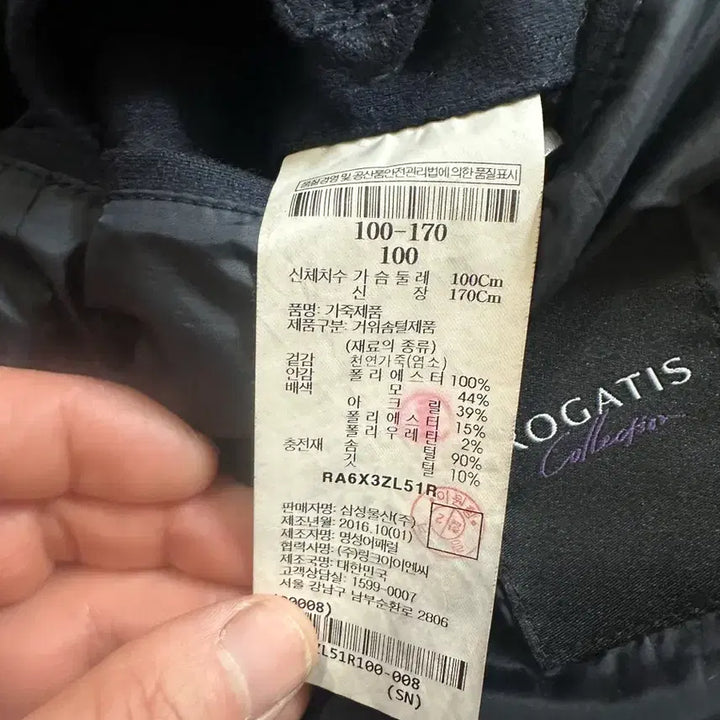 품질경영 및 공산품안전관리법에 의한 품질표시
100-170
100
신체치수 가슴둘레 100Cm
신장 170Cm
품명: 가죽제품
제품구분: 거위솜털제품
(재료의 종류)
겉감 천연가죽(염소)
안감 폴리에스터 100%
배색 모 44%
아크릴 39%
폴리에스터 15%
폴리우레탄 2%
충전재 솜털 90%
깃털 10%
RA6X3ZL51R
판매자명: 삼성물산(주)
제조년월: 2016.10(01)
제조자명: 명성어패럴
협력사명: (주)링크아이엔씨
제조국명: 대한민국
고객상담실: 1599-0007
서울 강남구 남부순환로 2806
ZL51R100-008
(SN)
ROGATIS
Collection